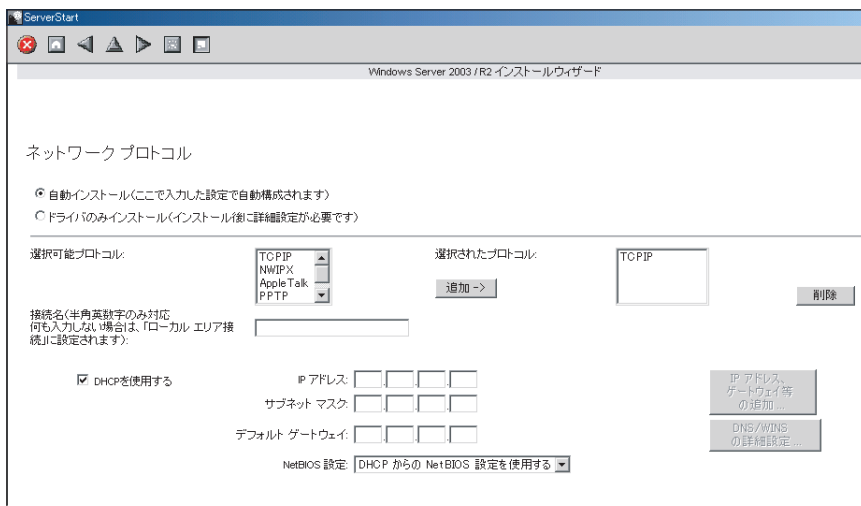 ServerStart
Windows Server 2003 / R2 インストールウィザード
ネットワーク プロトコル
自動インストール(ここで入力した設定で自動構成されます)
ドライバのみインストール(インストール後に詳細設定が必要です)
選択可能プロトコル:
TCPIP
NWIPX
AppleTalk
PPTP
選択されたプロトコル:
追加 ->
TCPIP
削除
接続名(半角英数字のみ対応
何も入力しない場合は、「ローカル エリア接
続」に設定されます):
DHCPを使用する
IP アドレス:
サブネット マスク:
デフォルト ゲートウェイ:
NetBIOS 設定:
DHCP からの NetBIOS 設定を使用する
IP アドレス、
ゲートウェイ等
の追加 ...
DNS/WINS
の詳細設定 ...